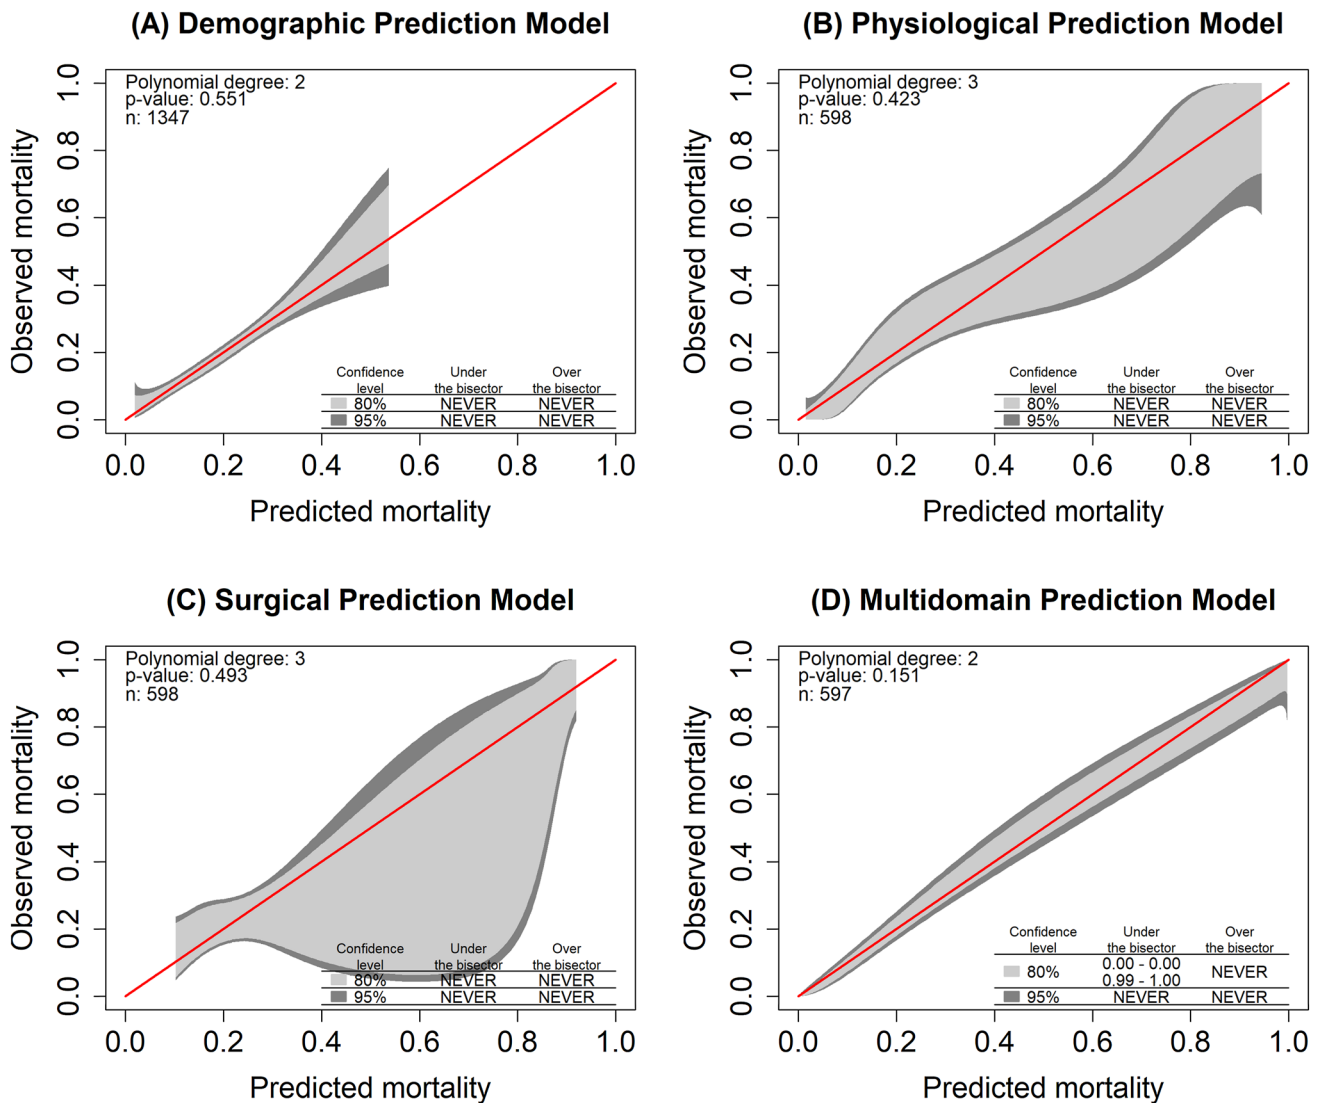 (A) Demographic Prediction Model
Polynomial degree: 2
p-value: 0.551
n: 1347
Observed mortality
1.0
0.8
0.6
0.4
0.2
0.0
Confidence level Under the bisector Over the bisector
80% NEVER NEVER
95% NEVER NEVER
0.0 0.2 0.4 0.6 0.8 1.0
Predicted mortality
(B) Physiological Prediction Model
Polynomial degree: 3
p-value: 0.423
n: 598
Observed mortality
1.0
0.8
0.6
0.4
0.2
0.0
Confidence level Under the bisector Over the bisector
80% NEVER NEVER
95% NEVER NEVER
0.0 0.2 0.4 0.6 0.8 1.0
Predicted mortality
(C) Surgical Prediction Model
Polynomial degree: 3
p-value: 0.493
n: 598
Observed mortality
1.0
0.8
0.6
0.4
0.2
0.0
Confidence level Under the bisector Over the bisector
80% NEVER NEVER
95% NEVER NEVER
0.0 0.2 0.4 0.6 0.8 1.0
Predicted mortality
(D) Multidomain Prediction Model
Polynomial degree: 2
p-value: 0.151
n: 597
Observed mortality
1.0
0.8
0.6
0.4
0.2
0.0
Confidence level Under the bisector Over the bisector
80% 0.00 - 0.00 0.99 - 1.00 NEVER
95% NEVER NEVER
0.0 0.2 0.4 0.6 0.8 1.0
Predicted mortality